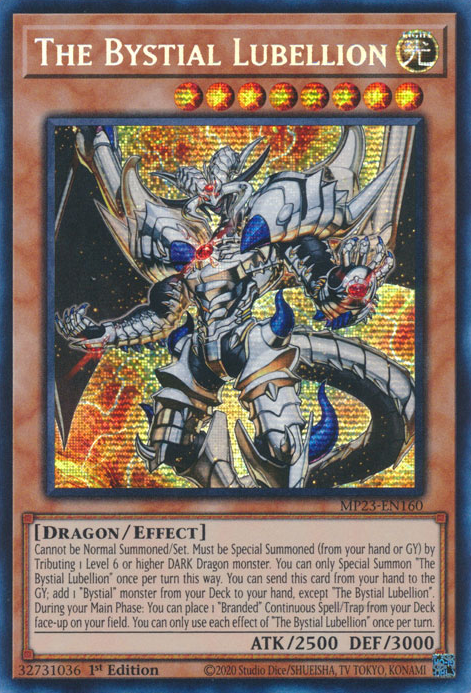 THE BYSTIAL LUBELLION
光
MP23-EN160
[DRAGON/EFFECT]
Cannot be Normal Summoned/Set. Must be Special Summoned (from your hand or GY) by
Tributing 1 Level 6 or higher DARK Dragon monster. You can only Special Summon "The
Bystial Lubellion" once per turn this way. You can send this card from your hand to the
GY; add 1 "Bystial" monster from your Deck to your hand, except "The Bystial Lubellion".
During your Main Phase: You can place 1 "Branded" Continuous Spell/Trap from your Deck
face-up on your field. You can only use each effect of "The Bystial Lubellion" once per turn.
ATK/2500 DEF/3000
32731036 1st Edition ©2020 Studio Dice/SHUEISHA, TV TOKYO, KONAMI